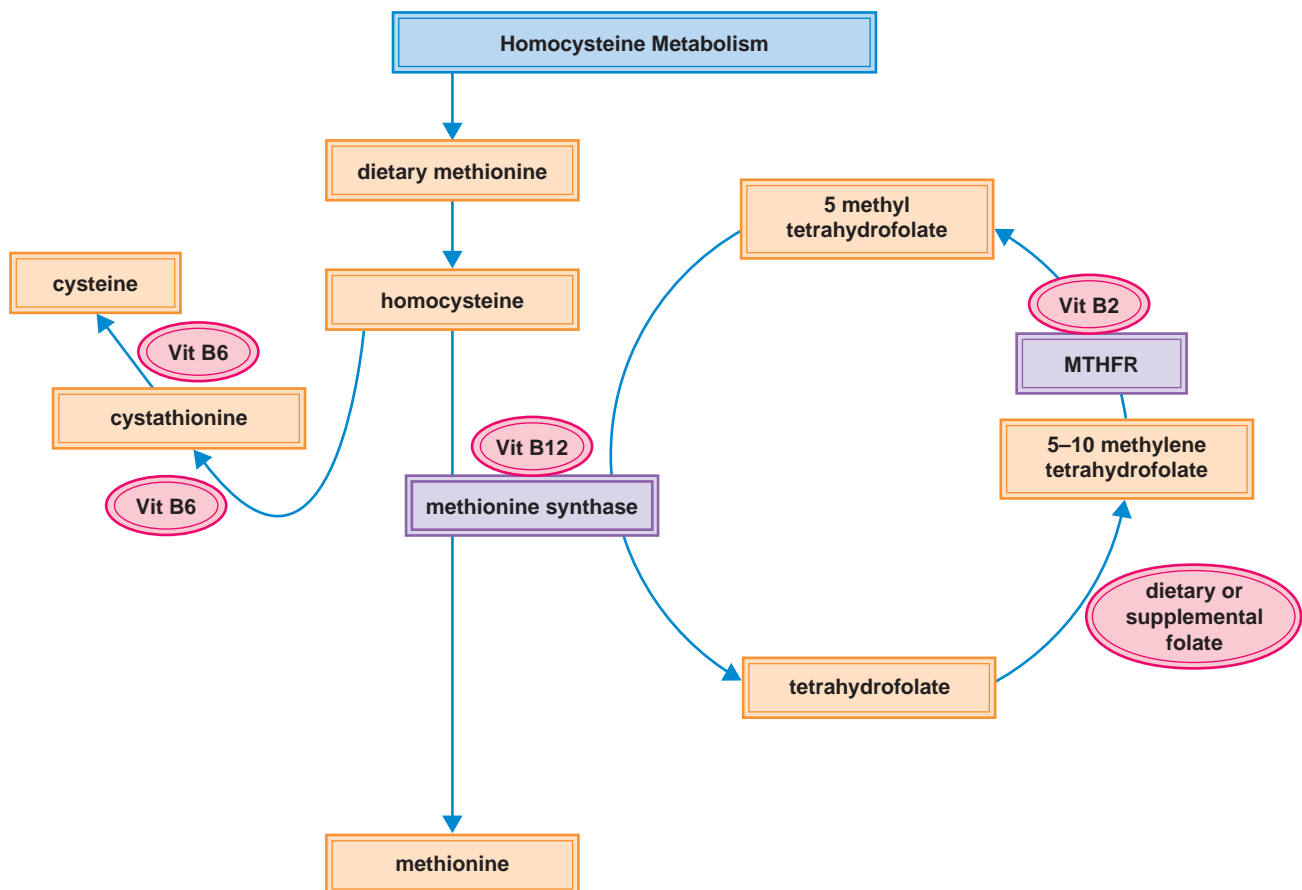 Homocysteine Metabolism
dietary methionine
5 methyl
tetrahydrofolate
cysteine
homocysteine
Vit B2
Vit B6
MTHFR
cystathionine
Vit B12
5–10 methylene
tetrahydrofolate
Vit B6
methionine synthase
dietary or
supplemental
folate
tetrahydrofolate
methionine